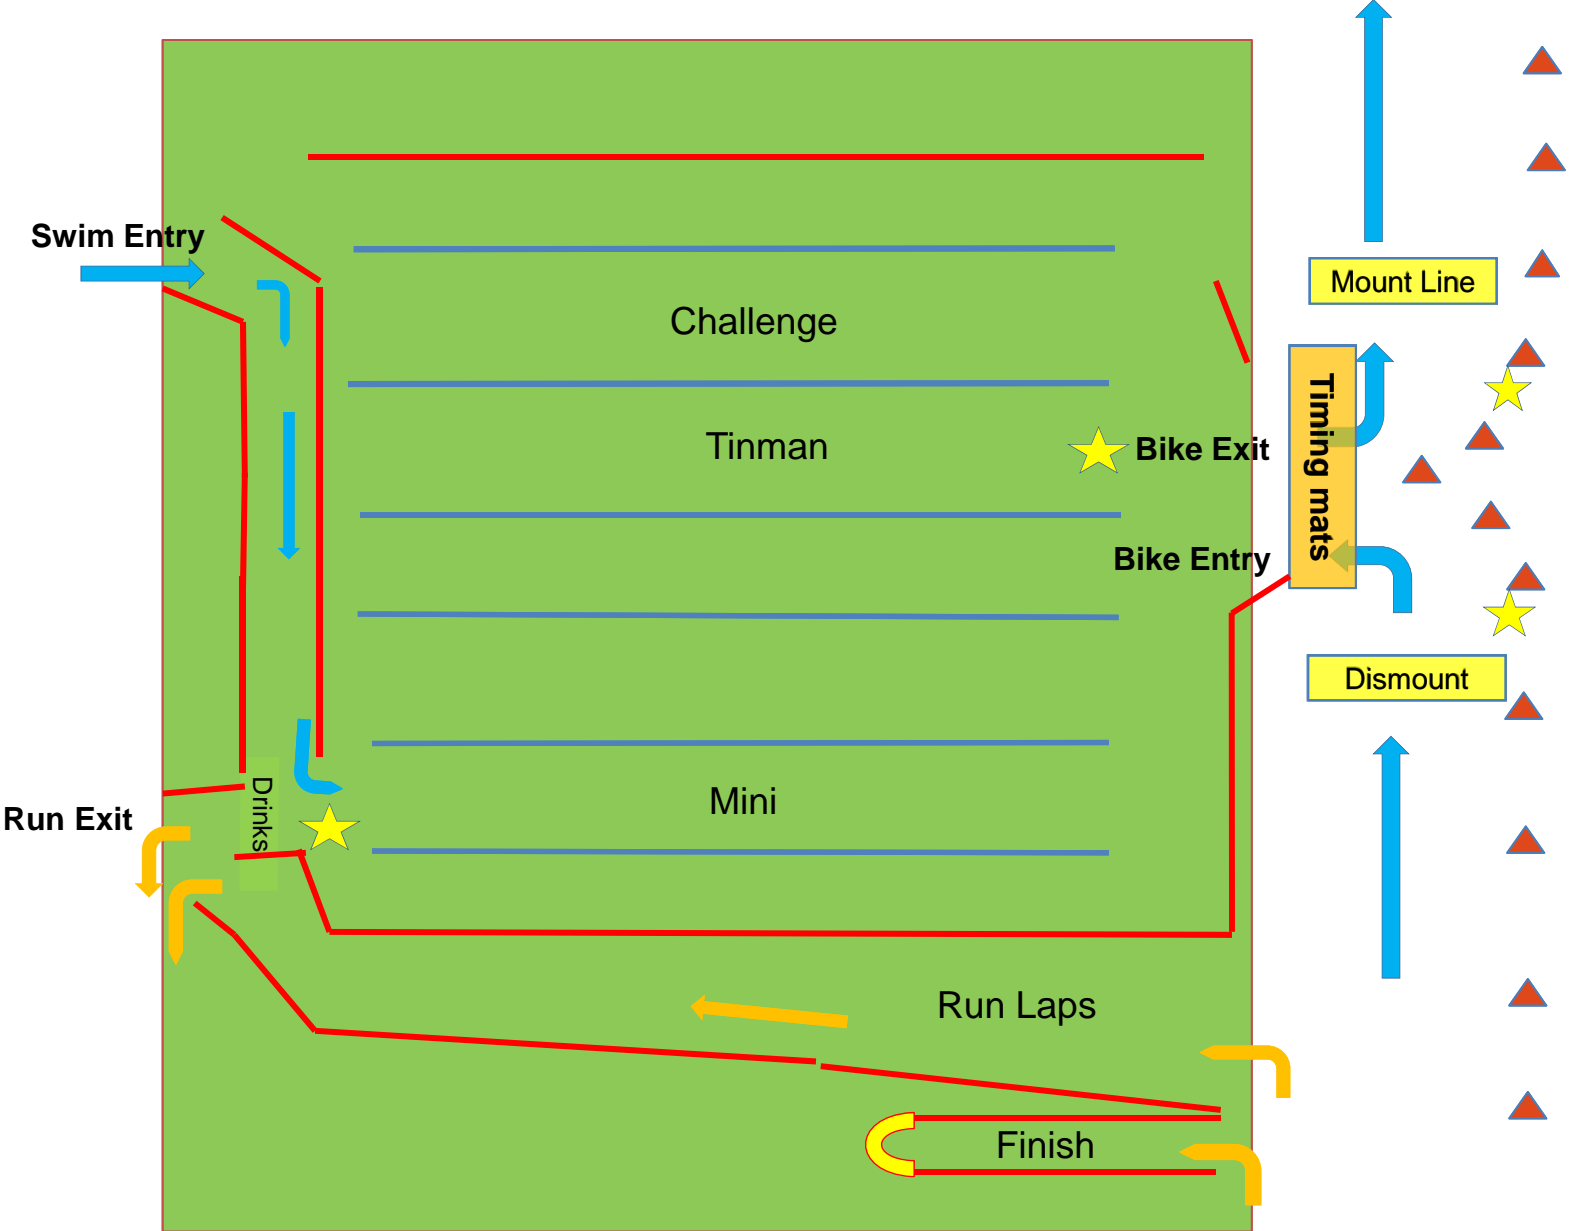 Swim Entry
Mount Line
Challenge
Timing mats
Tinman
Bike Exit
Bike Entry
Dismount
Drinks
Mini
Run Exit
Run Laps
Finish